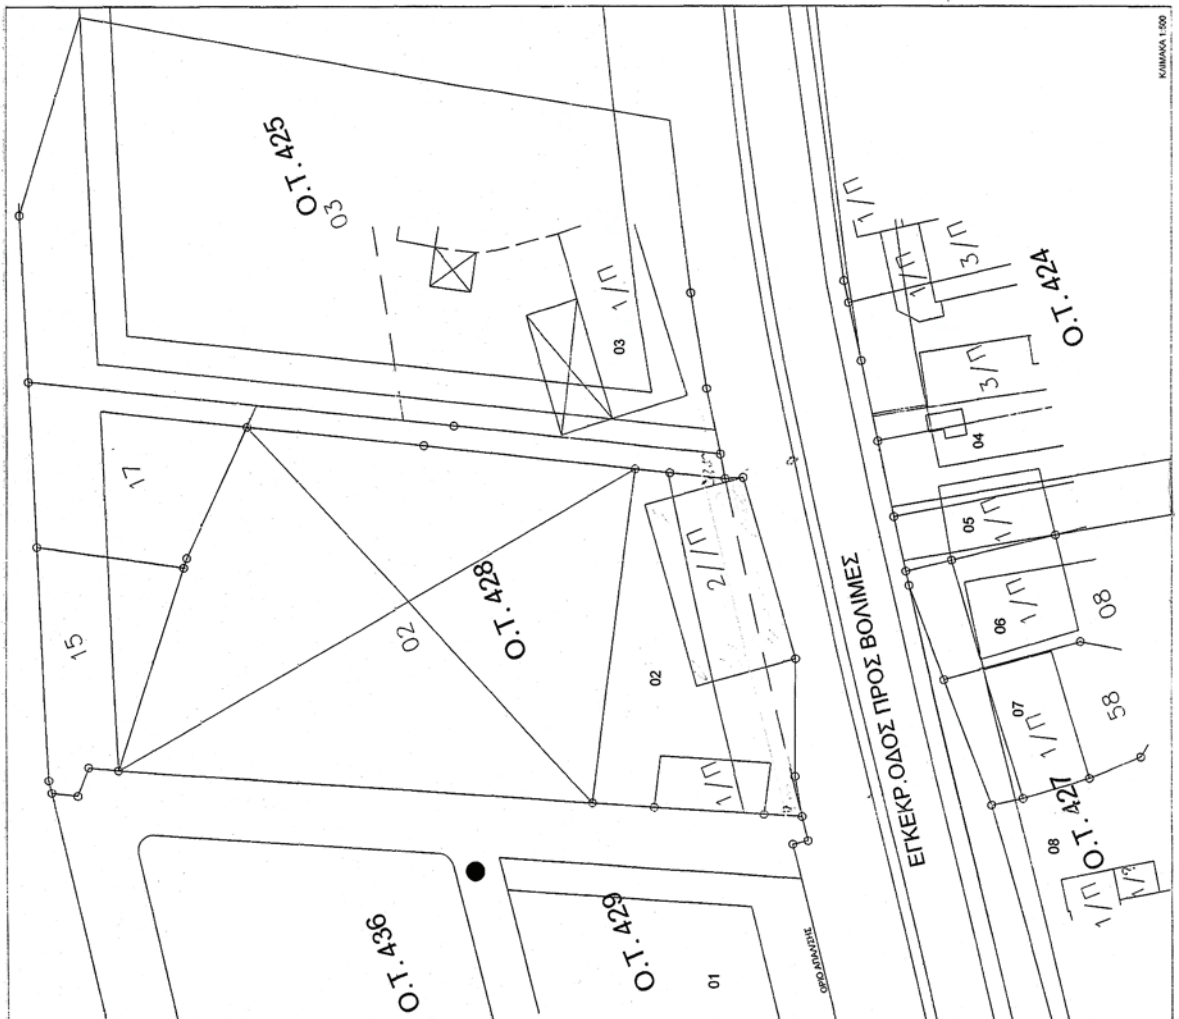 ΚΛΙΜΑΚΑ 1:500
Ο.Τ. 425
03
1/Π
03
1/Π
1/Π
3/Π
Ο.Τ. 424
3/Π
04
17
15
02
Ο.Τ. 428
2/Π
02
1/Π
05
1/Π
06
1/Π
08
07
1/Π
58
ΕΓΚΕΚΡ.ΟΔΟΣ ΠΡΟΣ ΒΟΛΙΜΕΣ
Ο.Τ. 427
08
1/Π
1/?
Ο.Τ. 436
Ο.Τ. 429
01